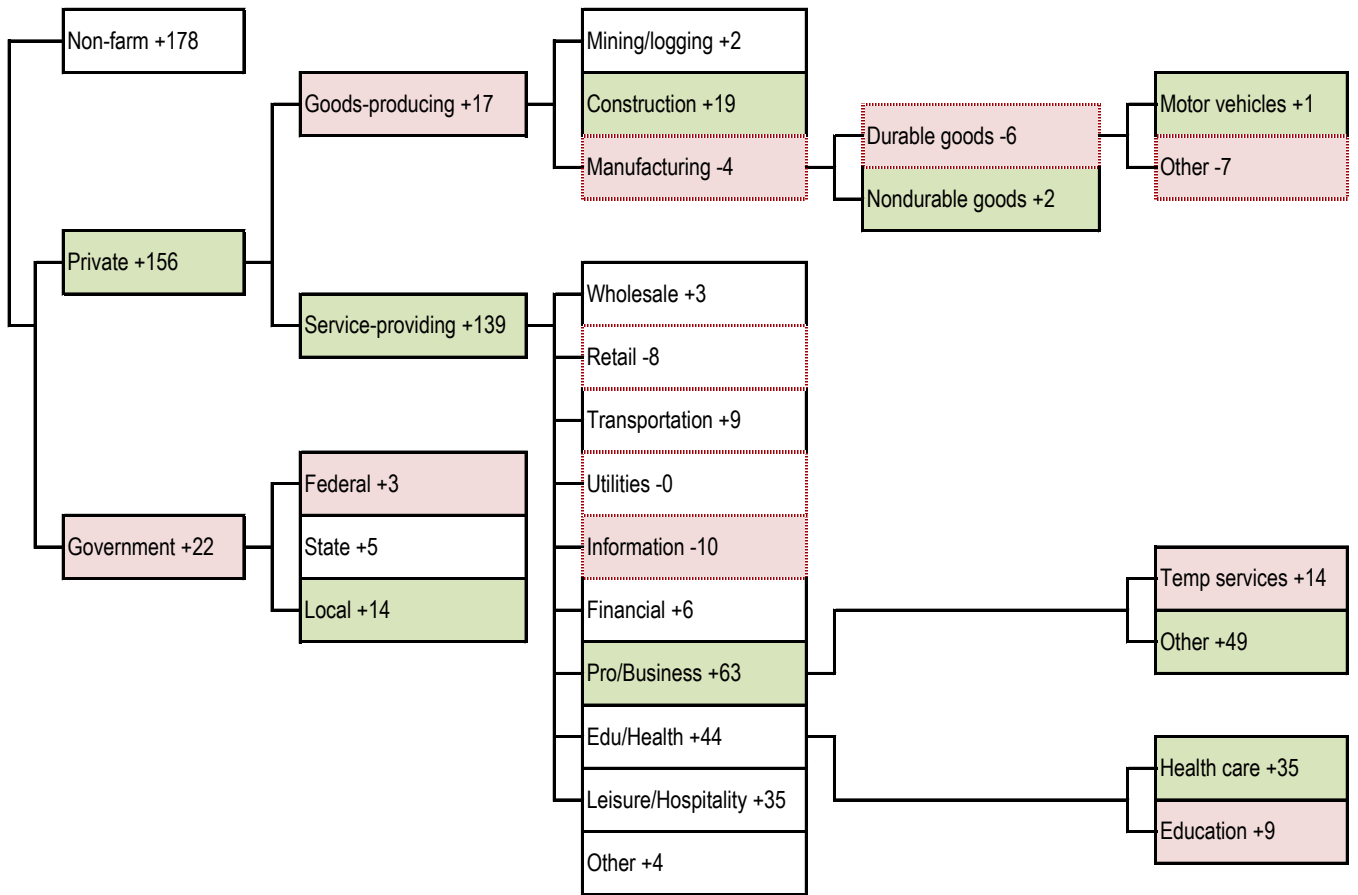 Non-farm +178
Private +156
Government +22
Goods-producing +17
Service-providing +139
Federal +3
State +5
Local +14
Mining/logging +2
Construction +19
Manufacturing -4
Wholesale +3
Retail -8
Transportation +9
Utilities -0
Information -10
Financial +6
Pro/Business +63
Edu/Health +44
Leisure/Hospitality +35
Other +4
Durable goods -6
Nondurable goods +2
Motor vehicles +1
Other -7
Temp services +14
Other +49
Health care +35
Education +9